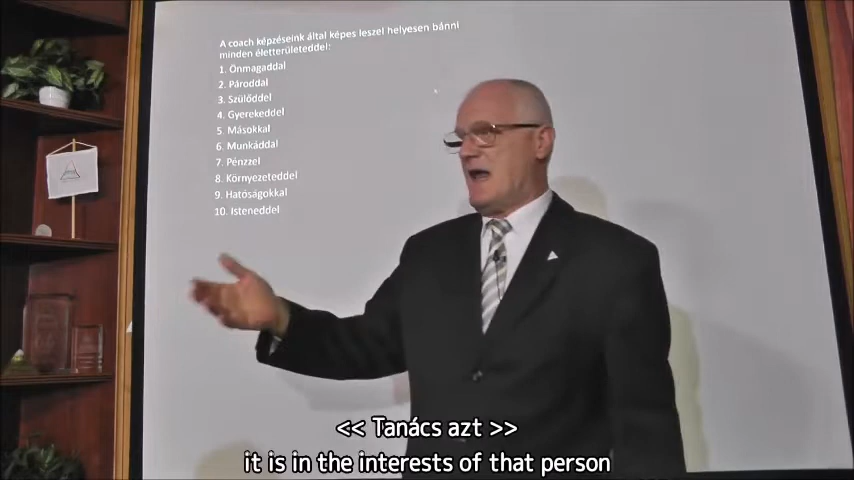 A coach képzéseink által képes leszel helyesen bánni
minden életterületeddel:
1. Önmagaddal
2. Pároddal
3. Szülőddel
4. Gyerekeddel
5. Másokkal
6. Munkáddal
7. Pénzzel
8. Környezeteddel
9. Hatóságokkal
10. Isteneddel
<< Tanács azt >>
it is in the interests of that person